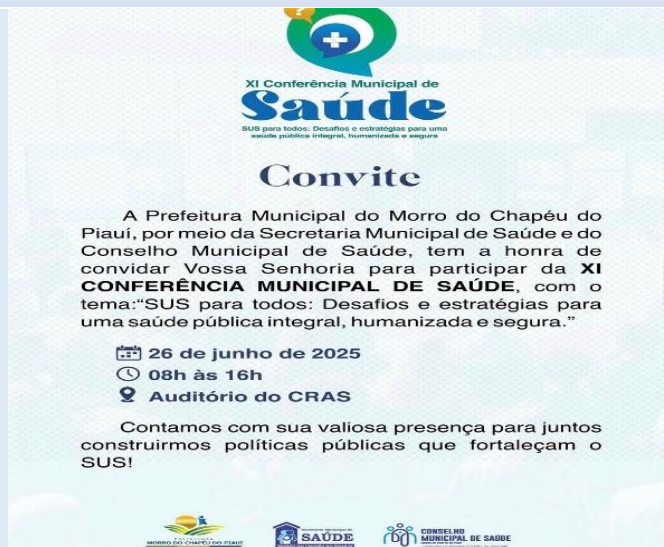 ?
XI Conferência Municipal de
Saúde
SUS para todos: Desafios e estratégias para uma
saúde pública integral, humanizada e segura
Convite
A Prefeitura Municipal do Morro do Chapéu do
Piauí, por meio da Secretaria Municipal de Saúde e do
Conselho Municipal de Saúde, tem a honra de
convidar Vossa Senhoria para participar da XI
CONFERÊNCIA MUNICIPAL DE SAÚDE, com o
tema:“SUS para todos: Desafios e estratégias para
uma saúde pública integral, humanizada e segura.”
26 de junho de 2025
08h às 16h
Auditório do CRAS
Contamos com sua valiosa presença para juntos
construirmos políticas públicas que fortaleçam o
SUS!
PREFEITURA
MORRO DO CHAPÉU DO PIAUÍ
Secretaria Municipal de
SAÚDE
CONSELHO
MUNICIPAL DE SAÚDE